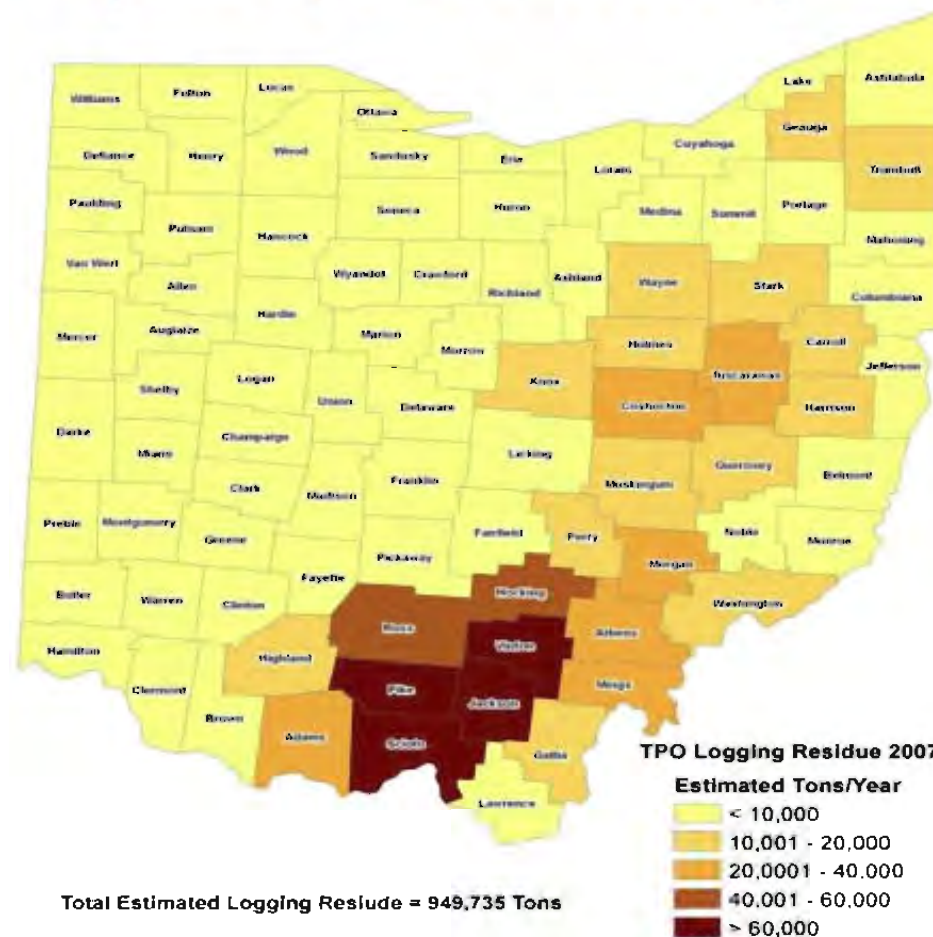 Lake
Ashtabula
Williams
Fulton
Lucas
Ottawa
Geauga
Cuyahoga
Defiance
Henry
Wood
Sandusky
Erie
Lorain
Trumbull
Paulding
Seneca
Huron
Medina
Summit
Portage
Putnam
Hancock
Mahoning
Van Wert
Allen
Wyandot
Crawford
Richland
Ashland
Wayne
Stark
Columbiana
Mercer
Auglaize
Hardin
Marion
Morrow
Holmes
Carroll
Jefferson
Shelby
Logan
Union
Delaware
Knox
Coshocton
Tuscarawas
Harrison
Darke
Miami
Champaign
Licking
Guernsey
Belmont
Clark
Madison
Franklin
Muskingum
Preble
Montgomery
Greene
Fairfield
Perry
Noble
Monroe
Pickaway
Fayette
Morgan
Butler
Warren
Clinton
Hocking
Washington
Ross
Athens
Hamilton
Highland
Vinton
Clermont
Pike
Jackson
Meigs
Brown
Adams
Scioto
Gallia
Lawrence
TPO Logging Residue 2007
Estimated Tons/Year
< 10,000
10,001 - 20,000
20,0001 - 40.000
40.001 - 60,000
> 60,000
Total Estimated Logging Resiude = 949,735 Tons